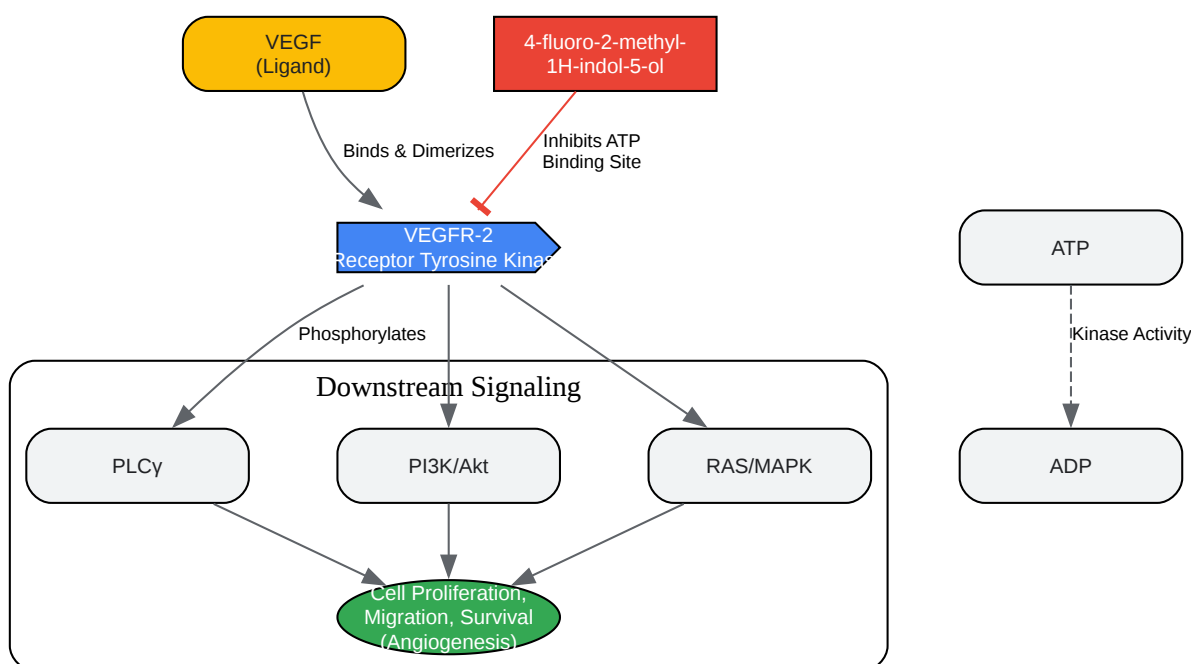 VEGF
(Ligand)
4-fluoro-2-methyl-
1H-indol-5-ol
Binds & Dimerizes
Inhibits ATP
Binding Site
VEGFR-2
Receptor Tyrosine Kinas
ATP
Phosphorylates
Kinase Activity
Downstream Signaling
PLCγ
PI3K/Akt
RAS/MAPK
ADP
Cell Proliferation,
Migration, Survival
(Angiogenesis)